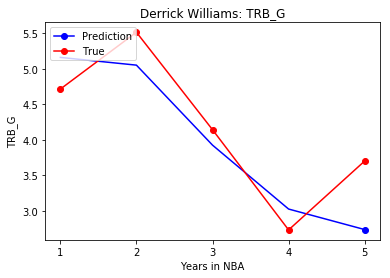 Derrick Williams: TRB_G
Prediction
True
5.5
5.0
4.5
4.0
3.5
3.0
TRB_G
1 2 3 4 5
Years in NBA